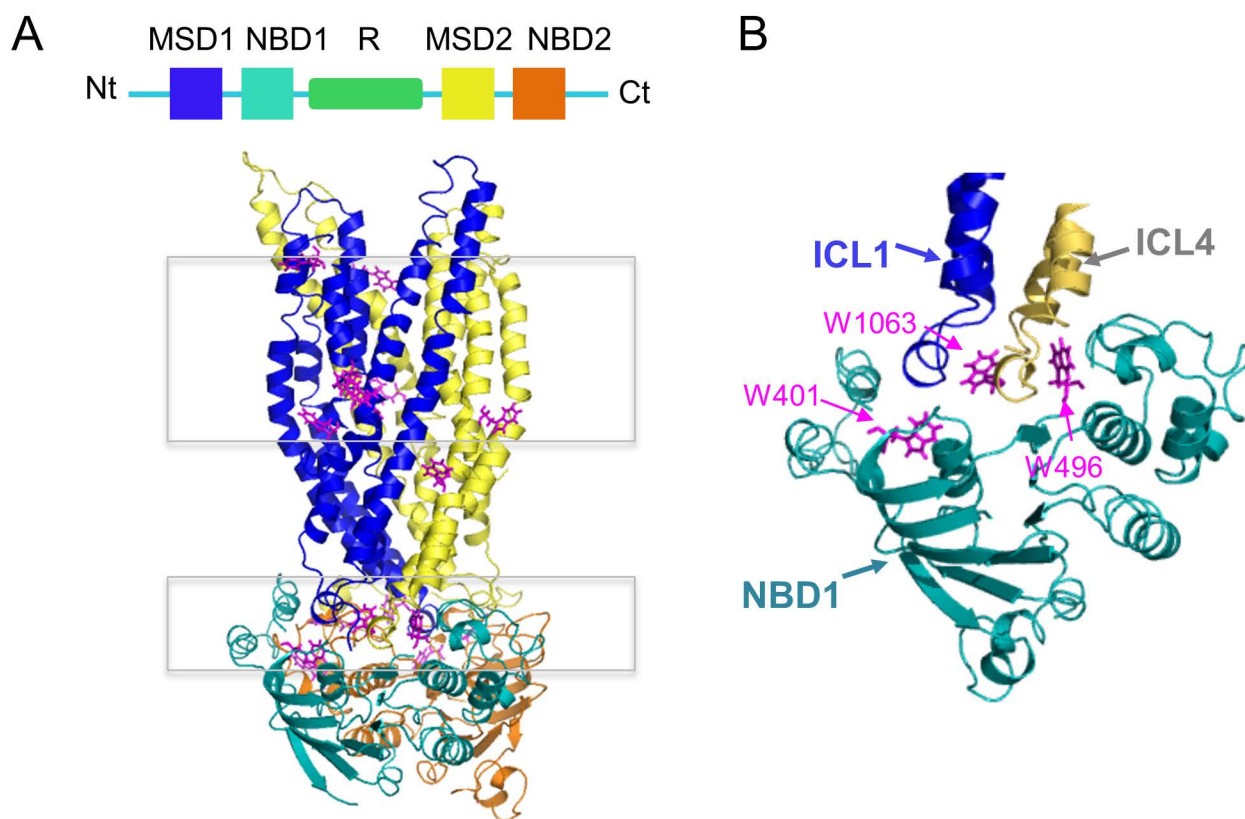 A
MSD1 NBD1 R MSD2 NBD2
Nt Ct
B
ICL1
ICL4
W1063
W401
W496
NBD1